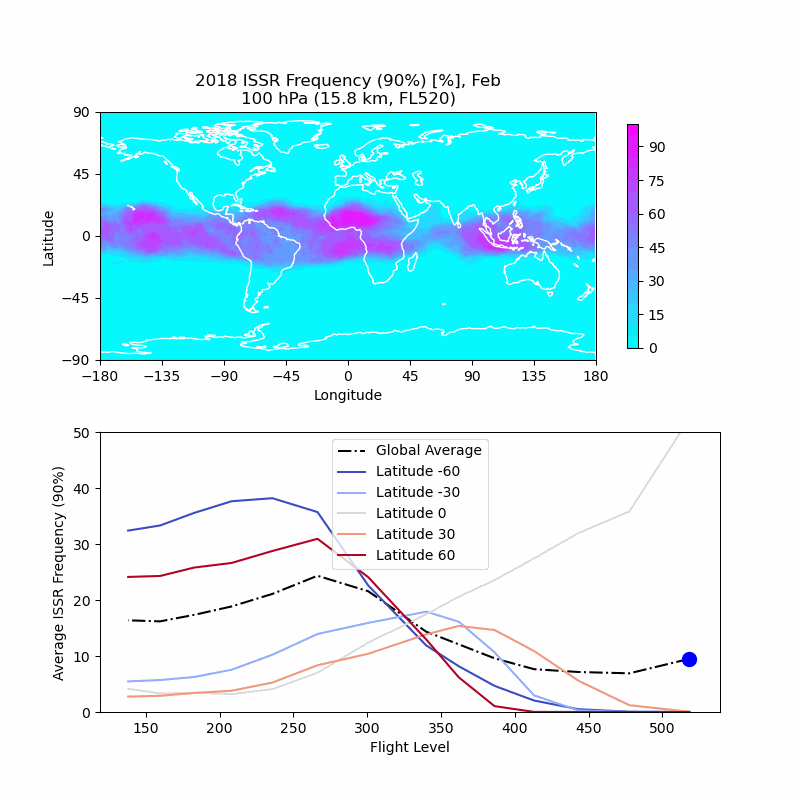 2018 ISSR Frequency (90%) [%], Feb
100 hPa (15.8 km, FL520)
90
45
0
−45
−90
Latitude
−180 −135 −90 −45 0 45 90 135 180
Longitude
90
75
60
45
30
15
0
50
40
30
20
10
0
Average ISSR Frequency (90%)
Global Average
Latitude -60
Latitude -30
Latitude 0
Latitude 30
Latitude 60
150 200 250 300 350 400 450 500
Flight Level